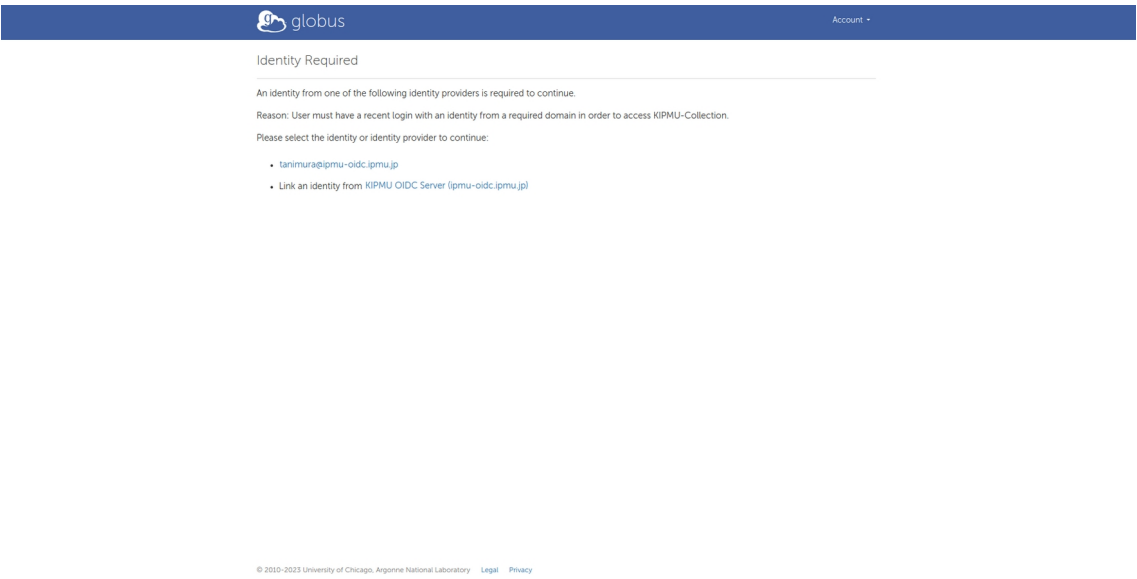 globus
Account
Identity Required
An identity from one of the following identity providers is required to continue.
Reason: User must have a recent login with an identity from a required domain in order to access KIPMU-Collection.
Please select the identity or identity provider to continue:
• tanimura@ipmu-oidc.ipmu.jp
• Link an identity from KIPMU OIDC Server (ipmu-oidc.ipmu.jp)
© 2010-2023 University of Chicago, Argonne National Laboratory Legal Privacy